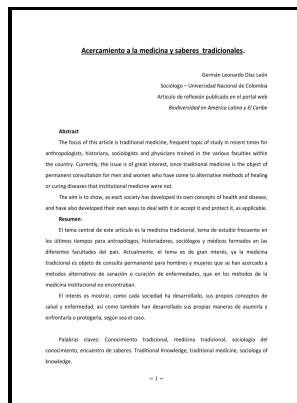 Acercamiento a la medicina y saberes tradicionales.
Germán Leonardo Díaz León
Sociólogo – Universidad Nacional de Colombia
Artículo de reflexión publicado en el portal web
Biodiversidad en América Latina y El Caribe
Abstract
The focus of this article is traditional medicine, frequent topic of study in recent times for
anthropologists, historians, sociologists and physicians trained in the various faculties within
the country. Currently, the issue is of great interest, since traditional medicine is the object of
permanent consultation for men and women who have come to alternative methods of healing
or curing diseases that institutional medicine were not.
The aim is to show, as each society has developed its own concepts of health and disease,
and have also developed their own ways to deal with it or accept it and protect it, as applicable.
Resumen:
El tema central de este artículo es la medicina tradicional, tema de estudio frecuente en
los últimos tiempos para antropólogos, historiadores, sociólogos y médicos formados en las
diferentes facultades del país. Actualmente, el tema es de gran interés, ya la medicina
tradicional es objeto de consulta permanente para hombres y mujeres que se han acercado a
métodos alternativos de sanación o curación de enfermedades, que en los métodos de la
medicina institucional no encontraban.
El interés es mostrar, como cada sociedad ha desarrollado, sus propios conceptos de
salud y enfermedad, así como también han desarrollado sus propias maneras de asumirla y
enfrentarla o protegerla, según sea el caso.
Palabras claves: Conocimiento tradicional, medicina tradicional, sociología del
conocimiento, encuentro de saberes. Traditional Knowledge, traditional medicine, sociology of
knowledge.
~ 1 ~